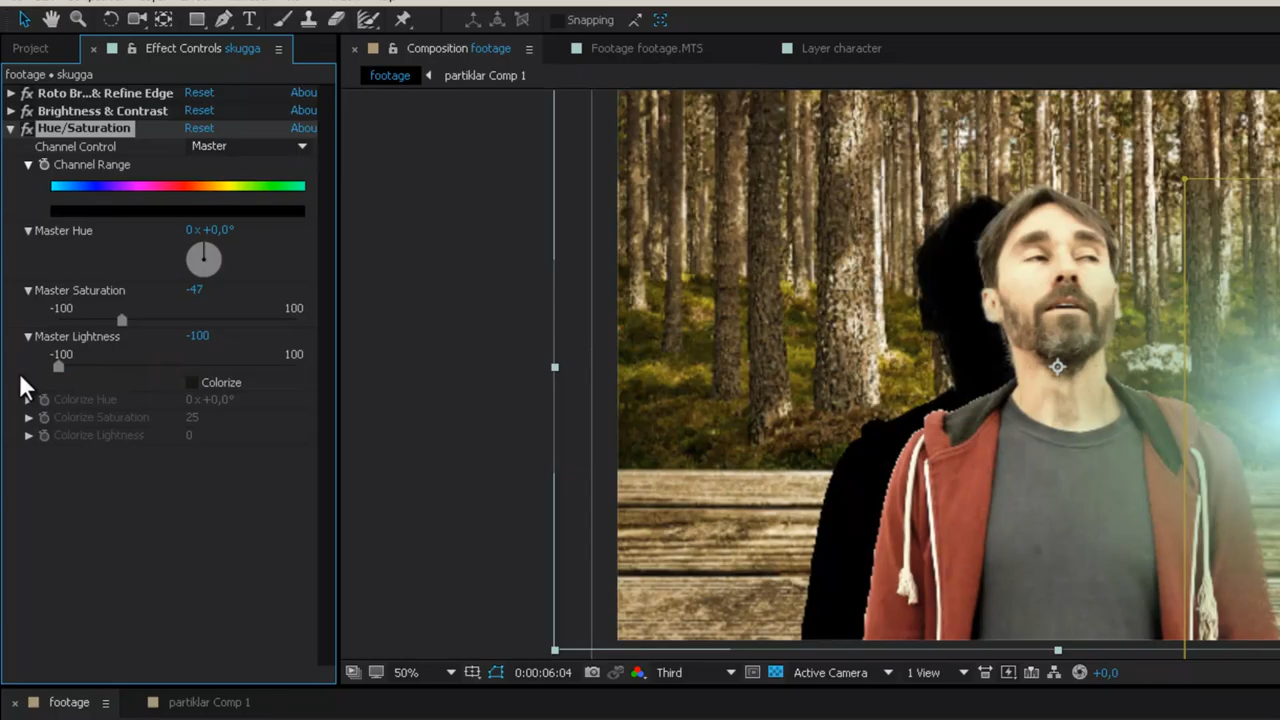 Snapping
Project
Effect Controls skugga
Composition footage
Footage footage.MTS
Layer character
footage • skugga
footage
partiklar Comp 1
Roto Br...& Refine Edge
Reset
Abou
Brightness & Contrast
Reset
Abou
Hue/Saturation
Reset
Abou
Channel Control
Master
Channel Range
Master Hue
0 x +0,0°
Master Saturation
-47
-100
100
Master Lightness
-100
-100
100
Colorize
Colorize Hue
0 x +0,0°
Colorize Saturation
25
Colorize Lightness
0
50%
0:00:06:04
Third
Active Camera
1 View
+0,0
footage
partiklar Comp 1